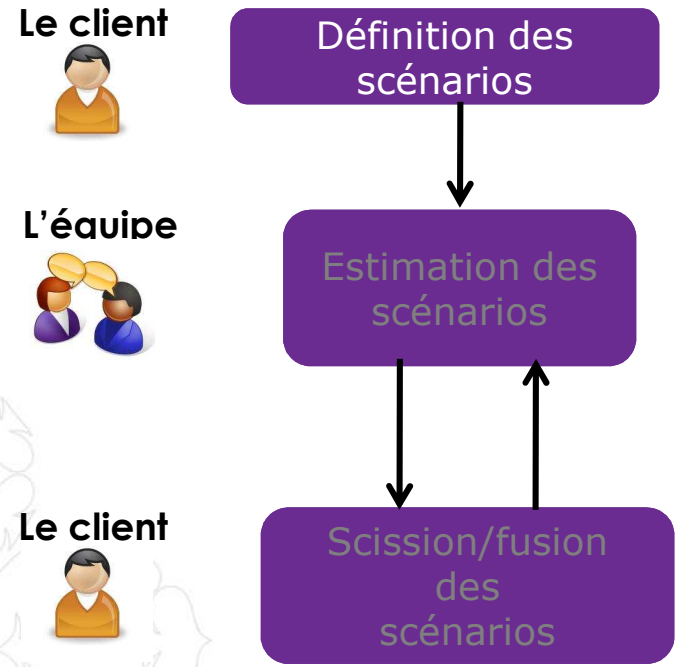 Le client
Définition des
scénarios
L'équipe
Estimation des
scénarios
Le client
Scission/fusion
des
scénarios